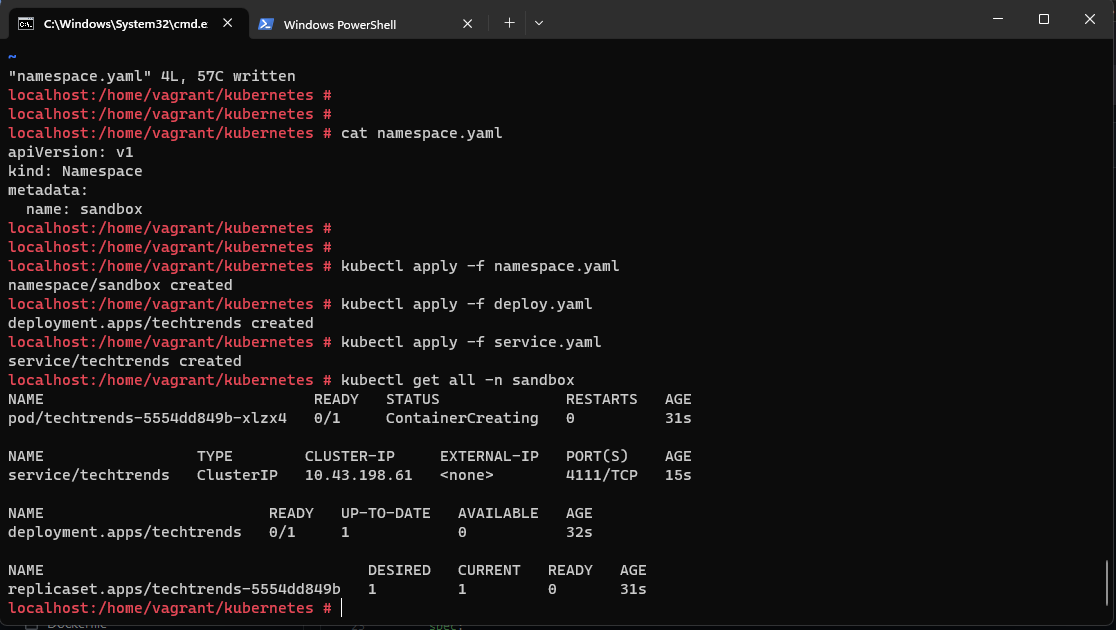 C:\Windows\System32\cmd.e
Windows PowerShell
~
"namespace.yaml" 4L, 57C written
localhost:/home/vagrant/kubernetes #
localhost:/home/vagrant/kubernetes #
localhost:/home/vagrant/kubernetes # cat namespace.yaml
apiVersion: v1
kind: Namespace
metadata:
  name: sandbox
localhost:/home/vagrant/kubernetes #
localhost:/home/vagrant/kubernetes #
localhost:/home/vagrant/kubernetes # kubectl apply -f namespace.yaml
namespace/sandbox created
localhost:/home/vagrant/kubernetes # kubectl apply -f deploy.yaml
deployment.apps/techtrends created
localhost:/home/vagrant/kubernetes # kubectl apply -f service.yaml
service/techtrends created
localhost:/home/vagrant/kubernetes # kubectl get all -n sandbox
NAME                              READY   STATUS              RESTARTS   AGE
pod/techtrends-5554dd849b-xlzx4   0/1     ContainerCreating   0          31s
NAME                 TYPE        CLUSTER-IP     EXTERNAL-IP   PORT(S)    AGE
service/techtrends   ClusterIP   10.43.198.61   <none>        4111/TCP   15s
NAME                         READY   UP-TO-DATE   AVAILABLE   AGE
deployment.apps/techtrends   0/1     1            0           32s
NAME                                    DESIRED   CURRENT   READY   AGE
replicaset.apps/techtrends-5554dd849b   1         1         0       31s
localhost:/home/vagrant/kubernetes #